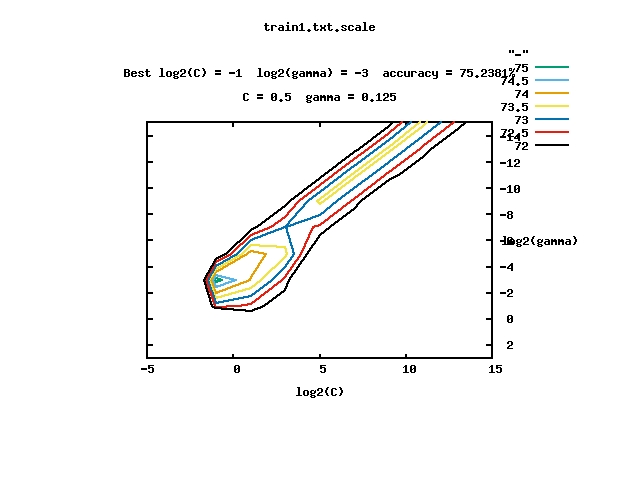 train1.txt.scale
"-"
Best log2(C) = -1 log2(gamma) = -3 accuracy = 75.2381%
75
74.5
C = 0.5 gamma = 0.125
74
73.5
73
72.5
72
-14
-12
-10
-8
-6
log2(gamma)
-4
-2
0
2
-5 0 5 10 15
log2(C)